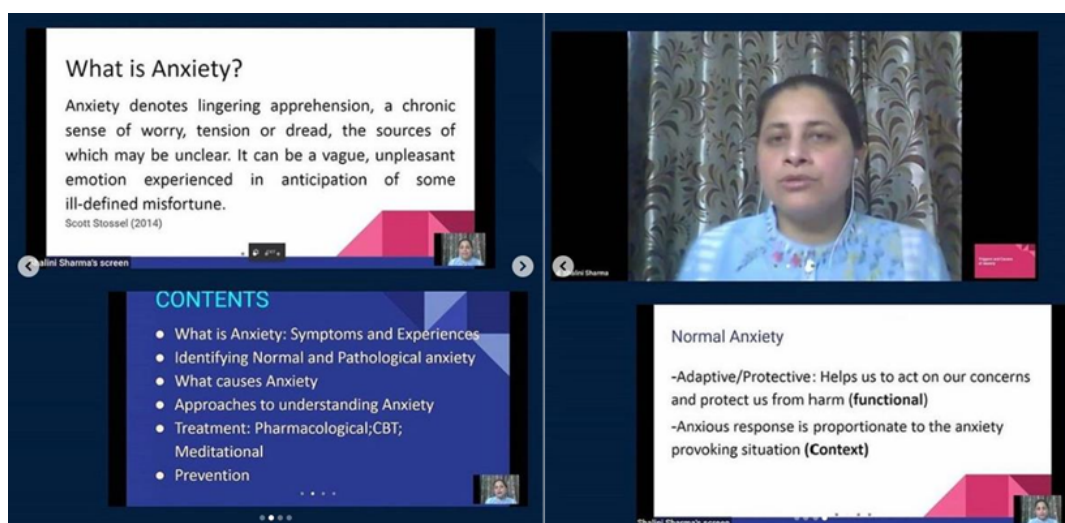 What is Anxiety?
Anxiety denotes lingering apprehension, a chronic
sense of worry, tension or dread, the sources of
which may be unclear. It can be a vague, unpleasant
emotion experienced in anticipation of some
ill-defined misfortune.
Scott Stossel (2014)
alini Sharma's screen
CONTENTS
● What is Anxiety: Symptoms and Experiences
● Identifying Normal and Pathological anxiety
● What causes Anxiety
● Approaches to understanding Anxiety
● Treatment: Pharmacological;CBT;
Meditational
● Prevention
Sharma
Normal Anxiety
-Adaptive/Protective: Helps us to act on our concerns
and protect us from harm (functional)
-Anxious response is proportionate to the anxiety
provoking situation (Context)
Shalini Sharma's screen